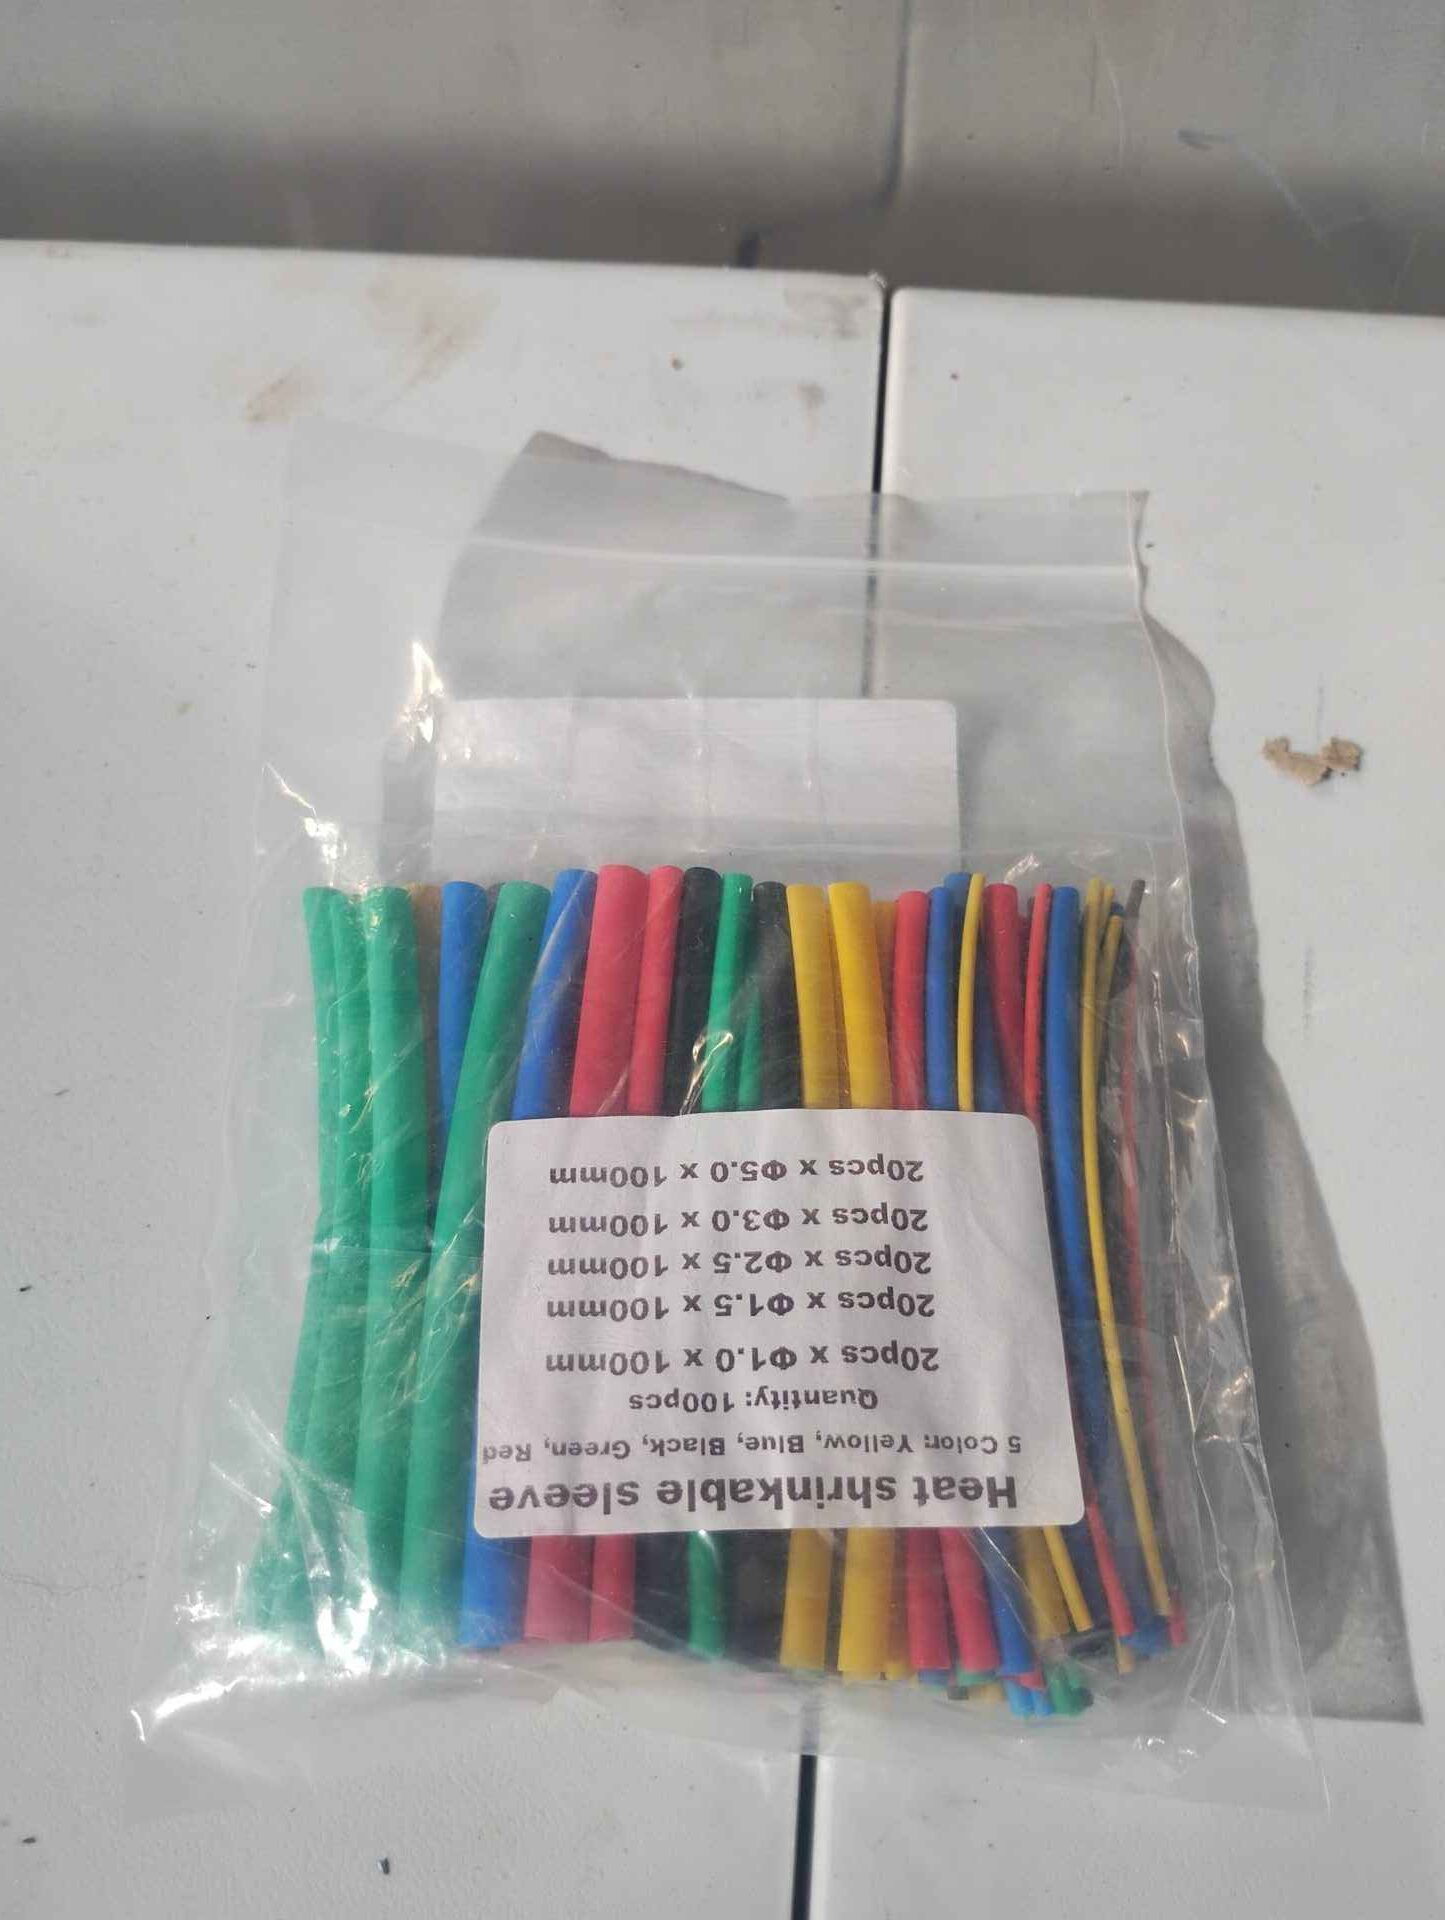 Heat shrinkable sleeve
5 Color: Yellow, Blue, Black, Green, Red
Quantity: 100pcs
20pcs x Φ1.0 x 100mm
20pcs x Φ1.5 x 100mm
20pcs x Φ2.5 x 100mm
20pcs x Φ3.0 x 100mm
20pcs x Φ5.0 x 100mm